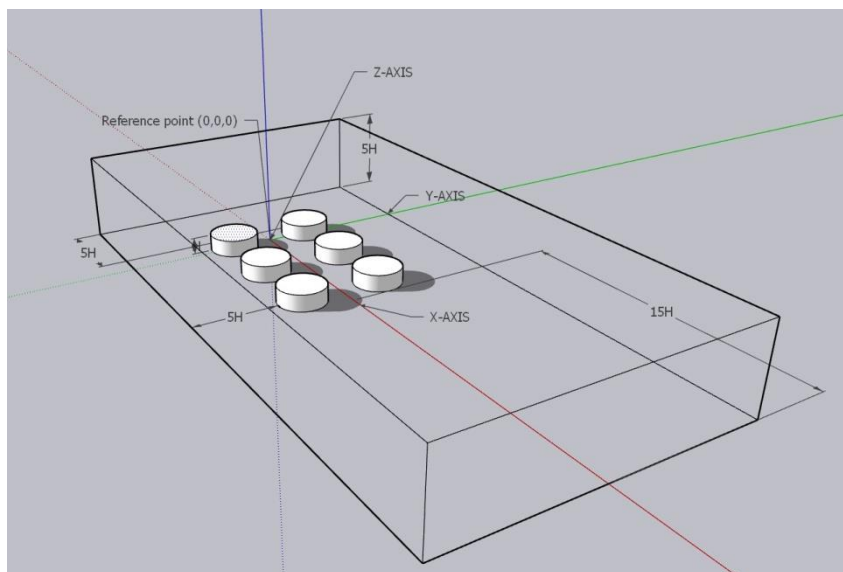 Z-AXIS
Reference point (0,0,0)
5H
Y-AXIS
H
5H
5H
X-AXIS
15H